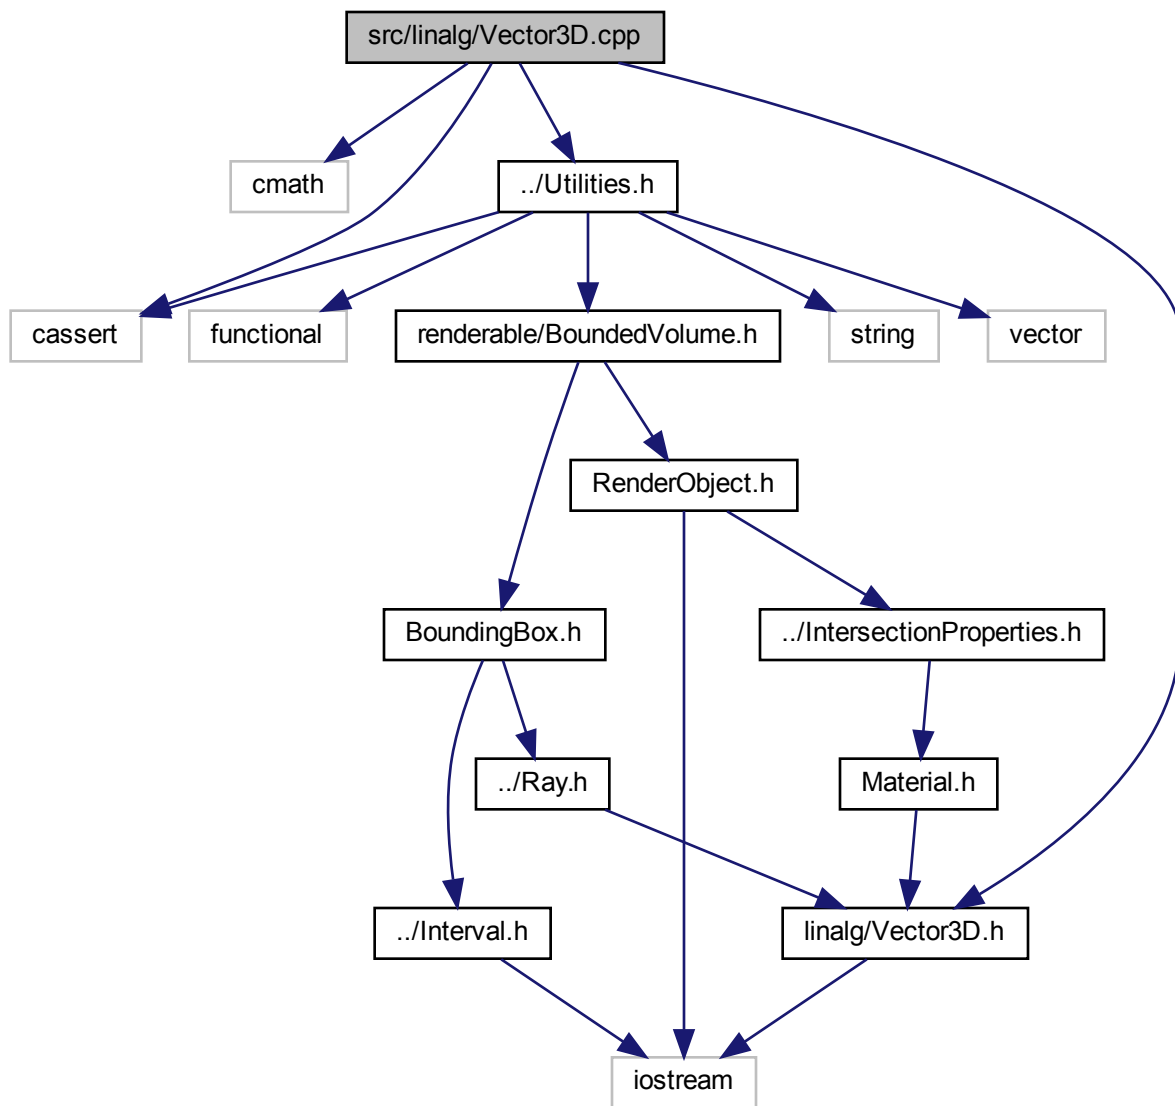 src/linalg/Vector3D.cpp
cmath
../Utilities.h
cassert
functional
renderable/BoundedVolume.h
string
vector
RenderObject.h
BoundingBox.h
../IntersectionProperties.h
../Ray.h
Material.h
../Interval.h
linalg/Vector3D.h
iostream